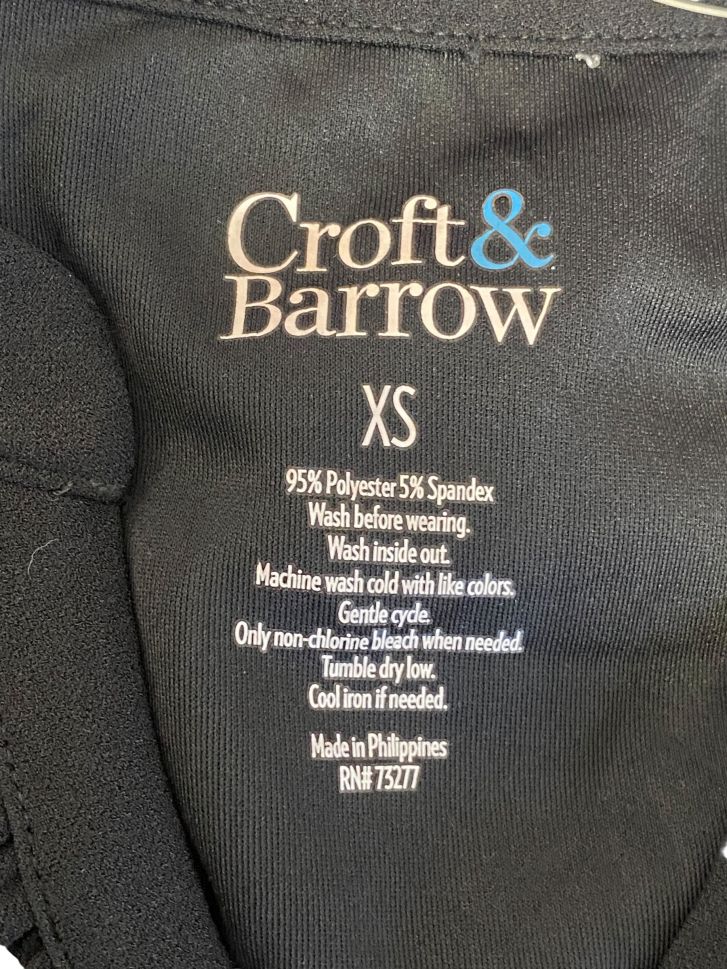 Croft&
Barrow
XS
95% Polyester 5% Spandex
Wash before wearing.
Wash inside out.
Machine wash cold with like colors.
Gentle cycle.
Only non-chlorine bleach when needed.
Tumble dry low.
Cool iron if needed.
Made in Philippines
RN# 73277